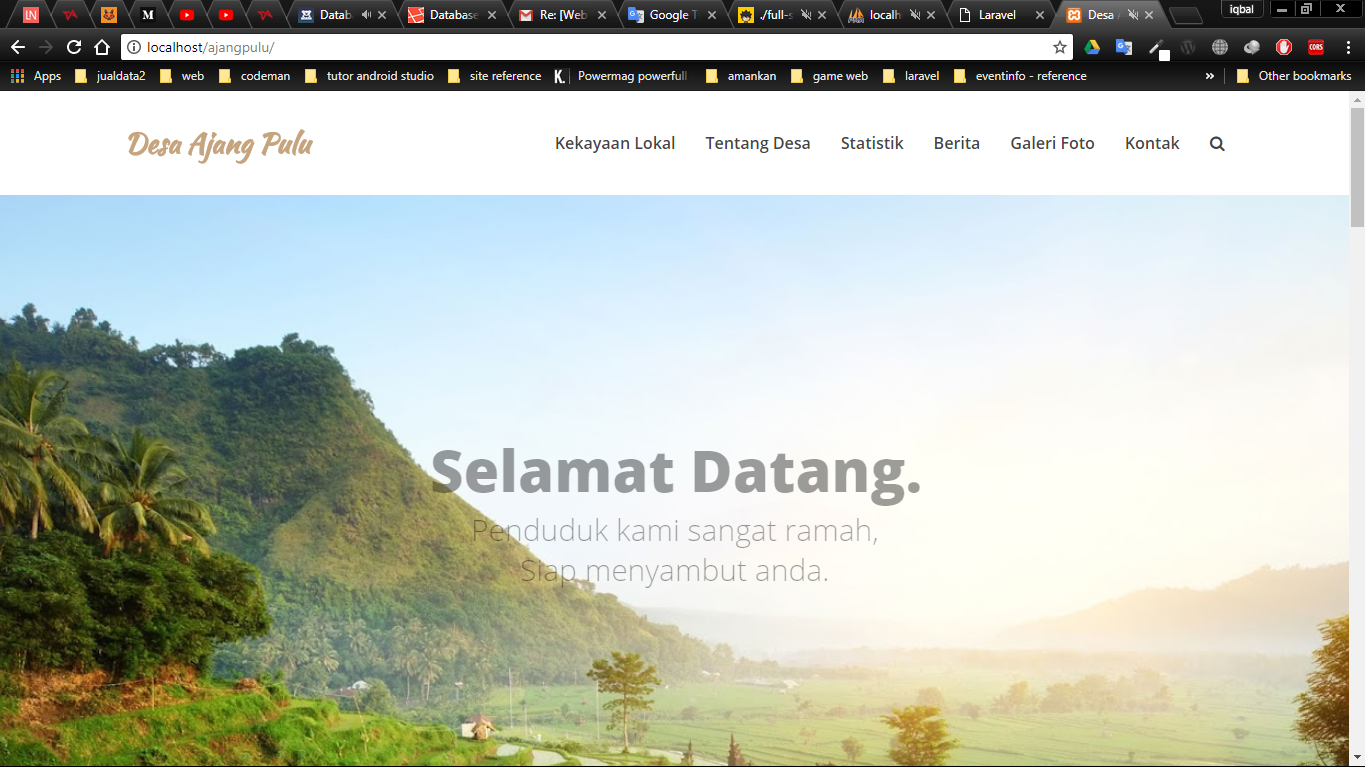 Datab
Database
Re: [Web
Google T
./full-s
localh
Laravel
Desa
iqbal
localhost/ajangpulu/
Apps jualdata2 web codeman tutor android studio site reference K. Powermag powerfull amankan game web laravel eventinfo - reference » Other bookmarks
Desa Ajang Pulu
Kekayaan Lokal Tentang Desa Statistik Berita Galeri Foto Kontak
Selamat Datang.
Penduduk kami sangat ramah,
Siap menyambut anda.